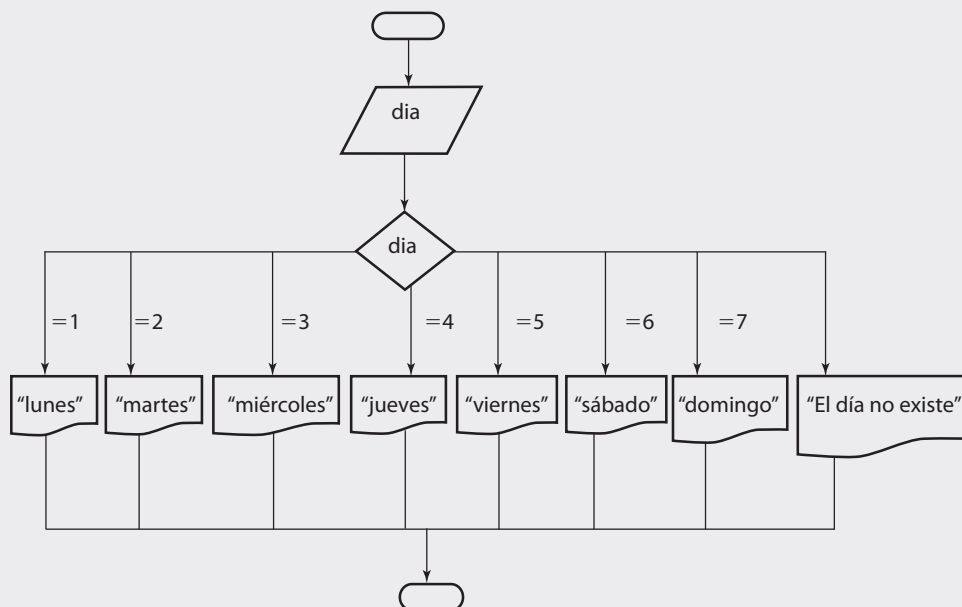 dia
dia
=1
=2
=3
=4
=5
=6
=7
“lunes”
“martes”
“miércoles”
“jueves”
“viernes”
“sábado”
“domingo”
“El día no existe”